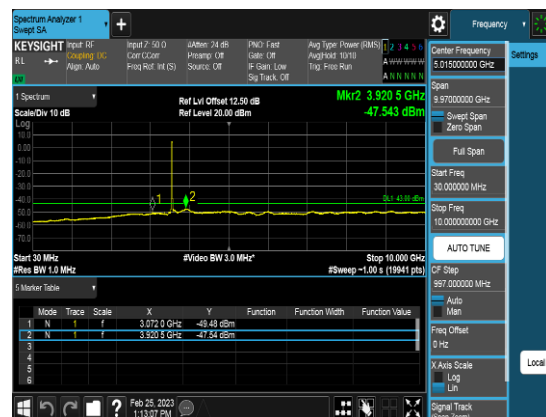 Spectrum Analyzer 1
Swept SA
+
Frequency
KEYSIGHT Input: RF Input Z: 50 Ω #Atten: 24 dB PNO: Fast Avg Type: Power (RMS) 1 2 3 4 5 6
RL Coupling: DC Corr CCorr Preamp: Off Gate: Off Avg|Hold: 10/10 A W W W W W
Align: Auto Freq Ref: Int (S) Source: Off IF Gain: Low Trig: Free Run
Sig Track: Off A N N N N N
1 Spectrum
Scale/Div 10 dB
Ref Lvl Offset 12.50 dB
Ref Level 20.00 dBm
Mkr2 3.920 5 GHz
-47.543 dBm
Log
10.0
0.00
-10.0
-20.0
-30.0
-40.0
-50.0
-60.0
-70.0
1
2
DL1 -43.00 dBm
Start 30 MHz #Video BW 3.0 MHz* Stop 10.000 GHz
#Res BW 1.0 MHz #Sweep ~1.00 s (19941 pts)
5 Marker Table
Mode Trace Scale X Y Function Function Width Function Value
1 N 1 f 3.072 0 GHz -49.48 dBm
2 N 1 f 3.920 5 GHz -47.54 dBm
3
4
5
6
Feb 25, 2023
1:13:07 PM
?
Center Frequency
5.015000000 GHz
Span
9.97000000 GHz
Swept Span
Zero Span
Full Span
Start Freq
30.000000 MHz
Stop Freq
10.000000000 GHz
AUTO TUNE
CF Step
997.000000 MHz
Auto
Man
Freq Offset
0 Hz
X Axis Scale
Log
Lin
Signal Track
(Span Zoom)
Settings
Local